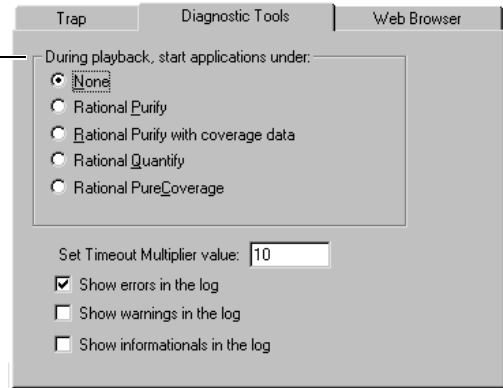 Trap
Diagnostic Tools
Web Browser
During playback, start applications under:
None
Rational Purify
Rational Purify with coverage data
Rational Quantify
Rational PureCoverage
Set Timeout Multiplier value: 10
Show errors in the log
Show warnings in the log
Show informationals in the log